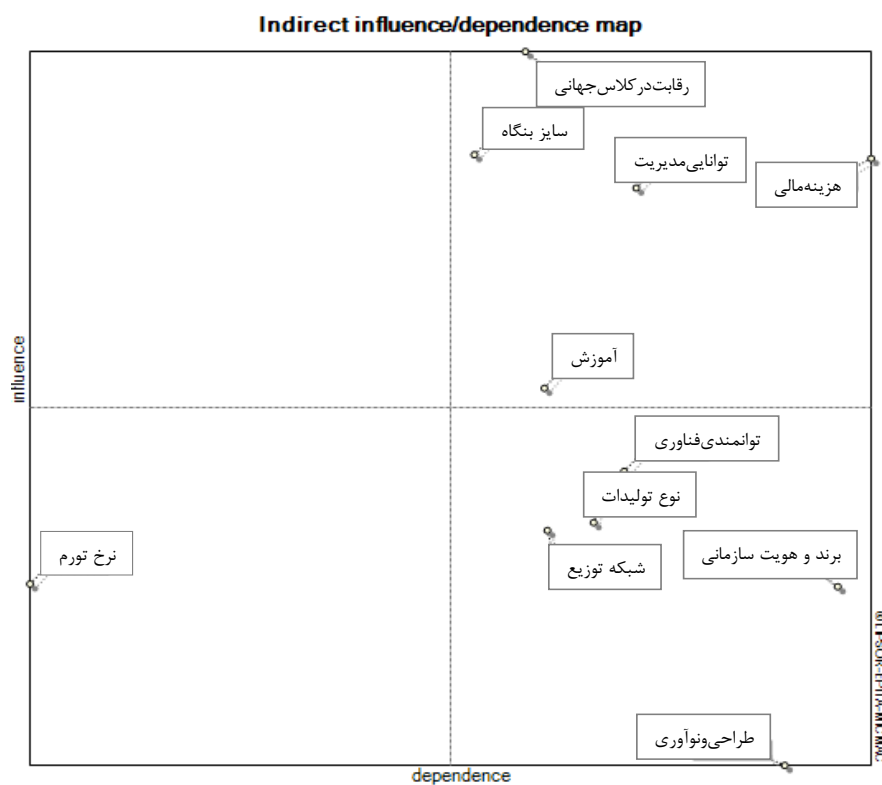 Indirect influence/dependence map
رقابت‌درکلاس‌جهانی
سایز بنگاه
توانایی‌مدیریت
هزینه‌مالی
آموزش
influence
توانمندی‌فناوری
نوع تولیدات
نرخ تورم
شبکه توزیع
برند و هویت سازمانی
طراحی‌ونوآوری
dependence